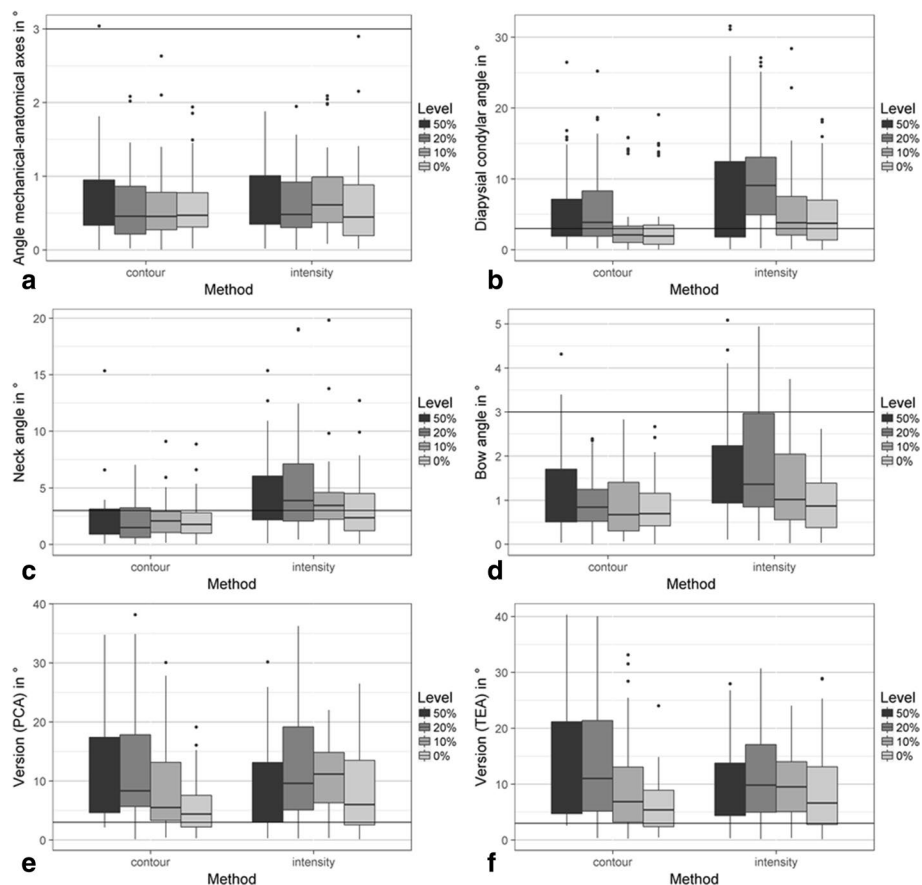 Angle mechanical-anatomical axes in °
3
2
1
0
contour
intensity
Method
Level
50%
20%
10%
0%
a
Diapysial condylar angle in °
30
20
10
0
contour
intensity
Method
Level
50%
20%
10%
0%
b
Neck angle in °
20
15
10
5
0
contour
intensity
Method
Level
50%
20%
10%
0%
c
Bow angle in °
5
4
3
2
1
0
contour
intensity
Method
Level
50%
20%
10%
0%
d
Version (PCA) in °
40
30
20
10
0
contour
intensity
Method
Level
50%
20%
10%
0%
e
Version (TEA) in °
40
30
20
10
0
contour
intensity
Method
Level
50%
20%
10%
0%
f